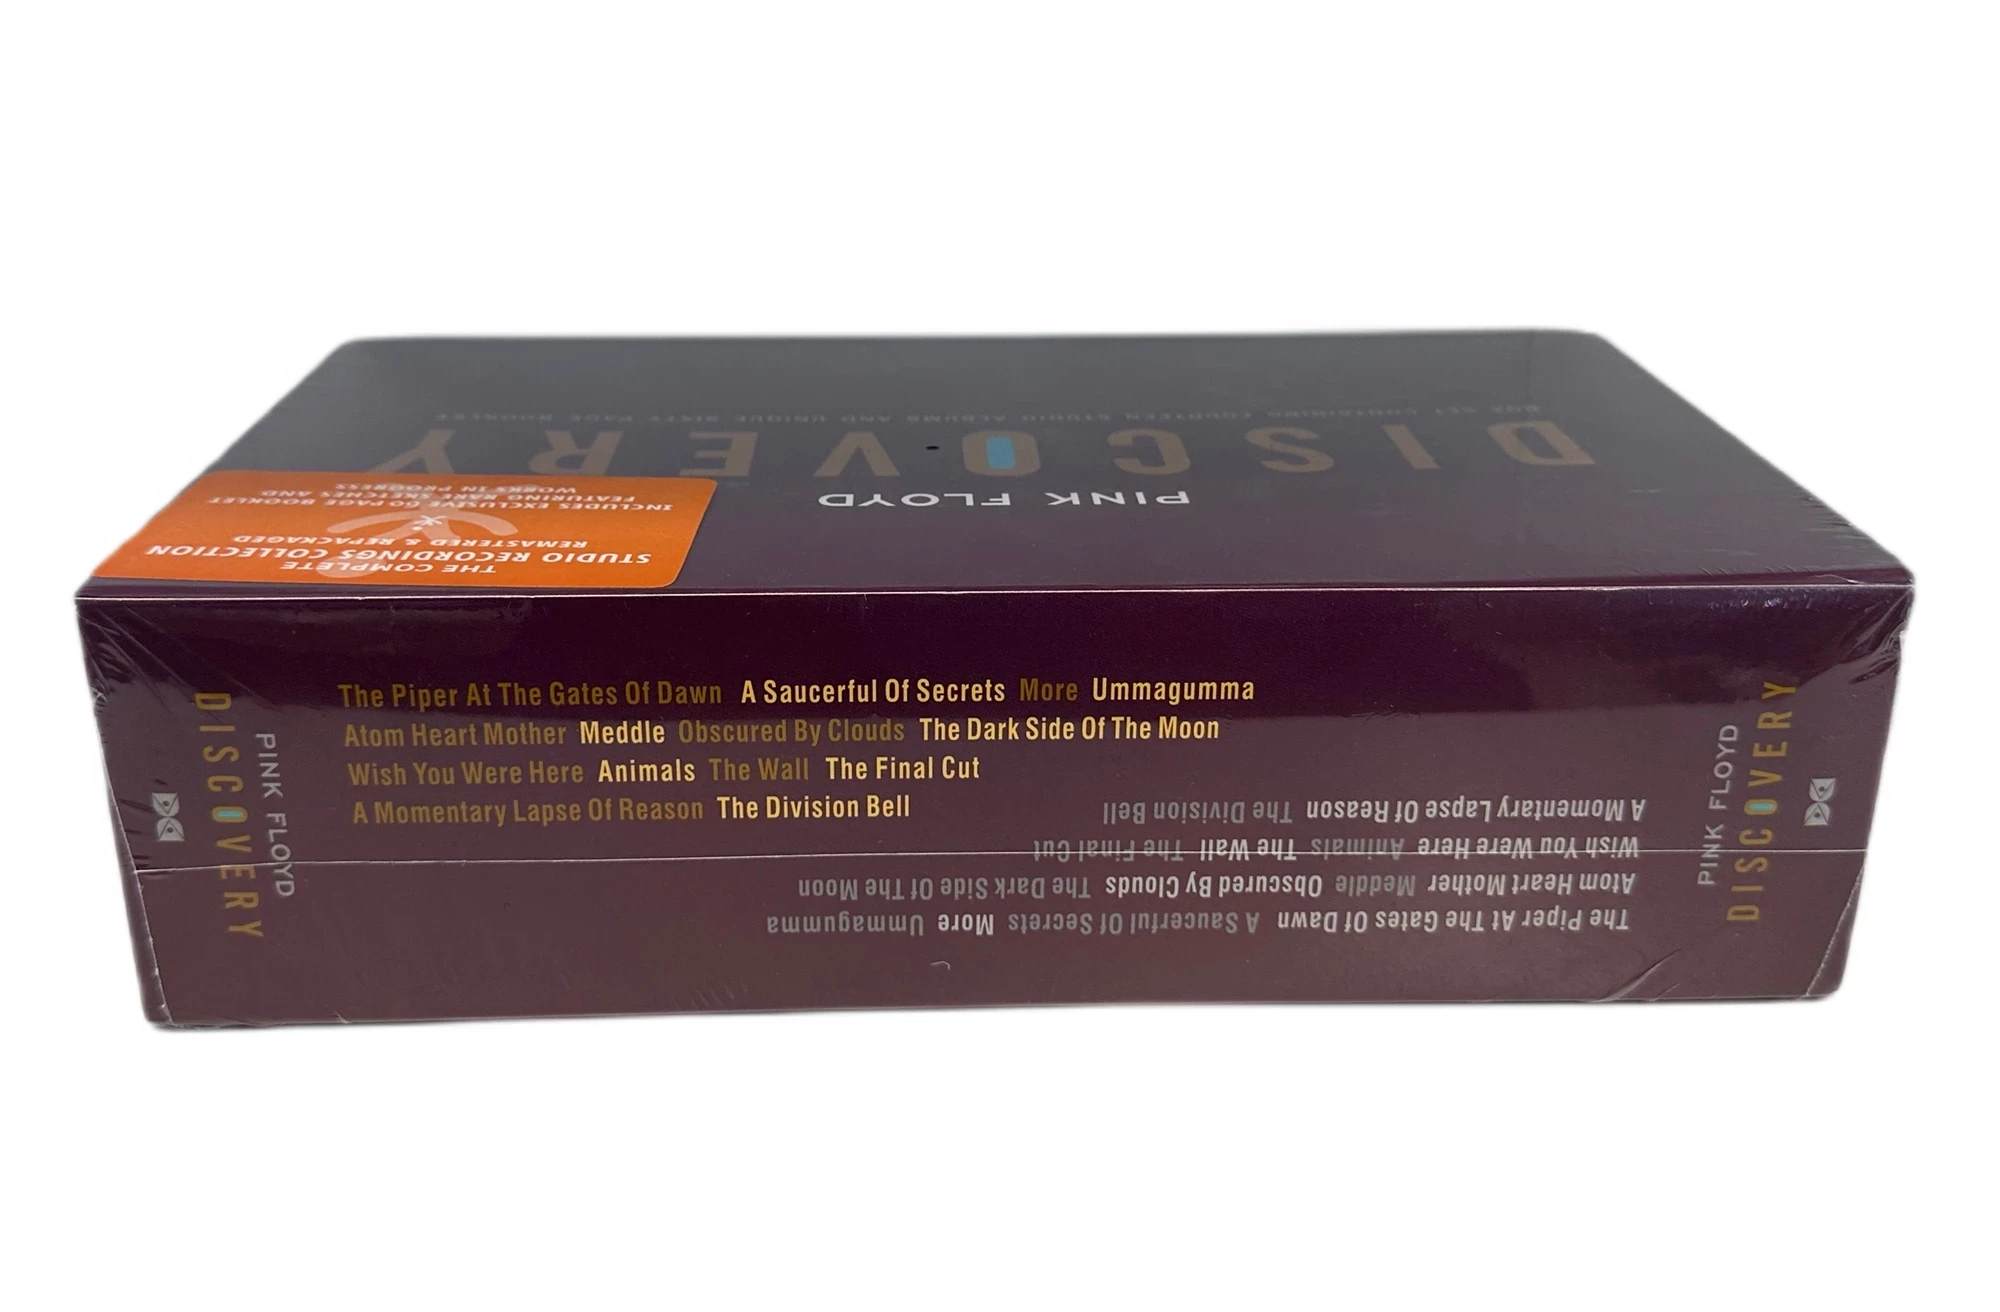 BOX SET CONTAINING FOURTEEN STUDIO ALBUMS AND UNIQUE SIXTY PAGE BOOKLET
DISCOVERY
PINK FLOYD
THE COMPLETE
STUDIO RECORDINGS COLLECTION
REMASTERED & REPACKAGED
INCLUDES EXCLUSIVE 60 PAGE BOOKLET
FEATURING RARE SKETCHES AND
WORKS IN PROGRESS
DISCOVERY
PINK FLOYD
The Piper At The Gates Of Dawn A Saucerful Of Secrets More Ummagumma
Atom Heart Mother Meddle Obscured By Clouds The Dark Side Of The Moon
Wish You Were Here Animals The Wall The Final Cut
A Momentary Lapse Of Reason The Division Bell
The Piper At The Gates Of Dawn A Saucerful Of Secrets More Ummagumma
Atom Heart Mother Meddle Obscured By Clouds The Dark Side Of The Moon
Wish You Were Here Animals The Wall The Final Cut
A Momentary Lapse Of Reason The Division Bell
PINK FLOYD
DISCOVERY